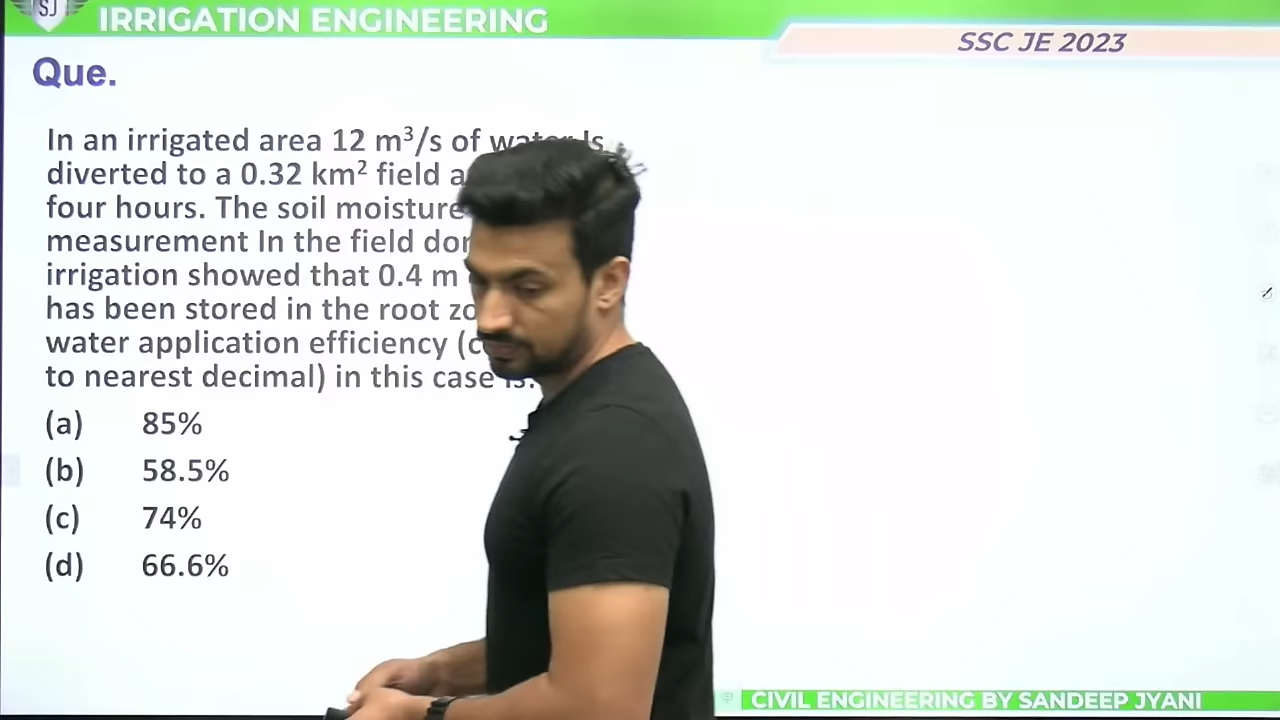 SJ
IRRIGATION ENGINEERING
SSC JE 2023
Que.
In an irrigated area 12 m³/s of water Is
diverted to a 0.32 km² field
four hours. The soil moisture
measurement In the field
irrigation showed that 0.4 m
has been stored in the root
water application efficiency
to nearest decimal) in this case is:
(a) 85%
(b) 58.5%
(c) 74%
(d) 66.6%
CIVIL ENGINEERING BY SANDEEP JYANI